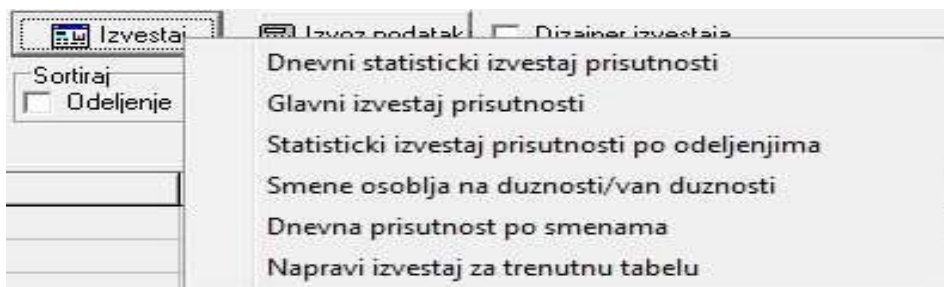 Izvestaj
Izvoz podatak
Dizajner izvestaja
Sortiraj
Odeljenje
Dnevni statisticki izvestaj prisutnosti
Glavni izvestaj prisutnosti
Statisticki izvestaj prisutnosti po odeljenjima
Smene osoblja na duznosti/van duznosti
Dnevna prisutnost po smenama
Napravi izvestaj za trenutnu tabelu